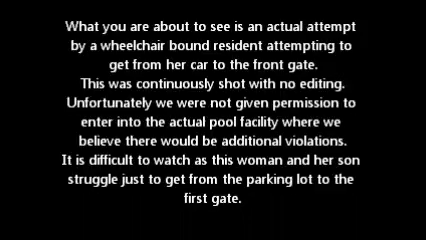 What you are about to see is an actual attempt
by a wheelchair bound resident attempting to
get from her car to the front gate.
This was continuously shot with no editing.
Unfortunately we were not given permission to
enter into the actual pool facility where we
believe there would be additional violations.
It is difficult to watch as this woman and her son
struggle just to get from the parking lot to the
first gate.